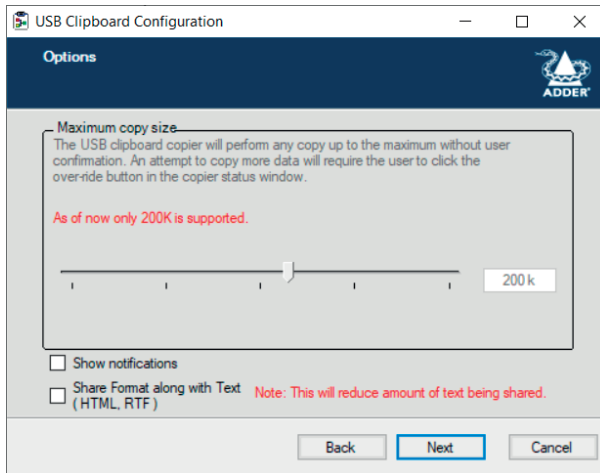 USB Clipboard Configuration
Options
ADDER®
Maximum copy size
The USB clipboard copier will perform any copy up to the maximum without user
confirmation. An attempt to copy more data will require the user to click the
over-ride button in the copier status window.
As of now only 200K is supported.
200 k
Show notifications
Share Format along with Text
( HTML, RTF )
Note: This will reduce amount of text being shared.
Back
Next
Cancel